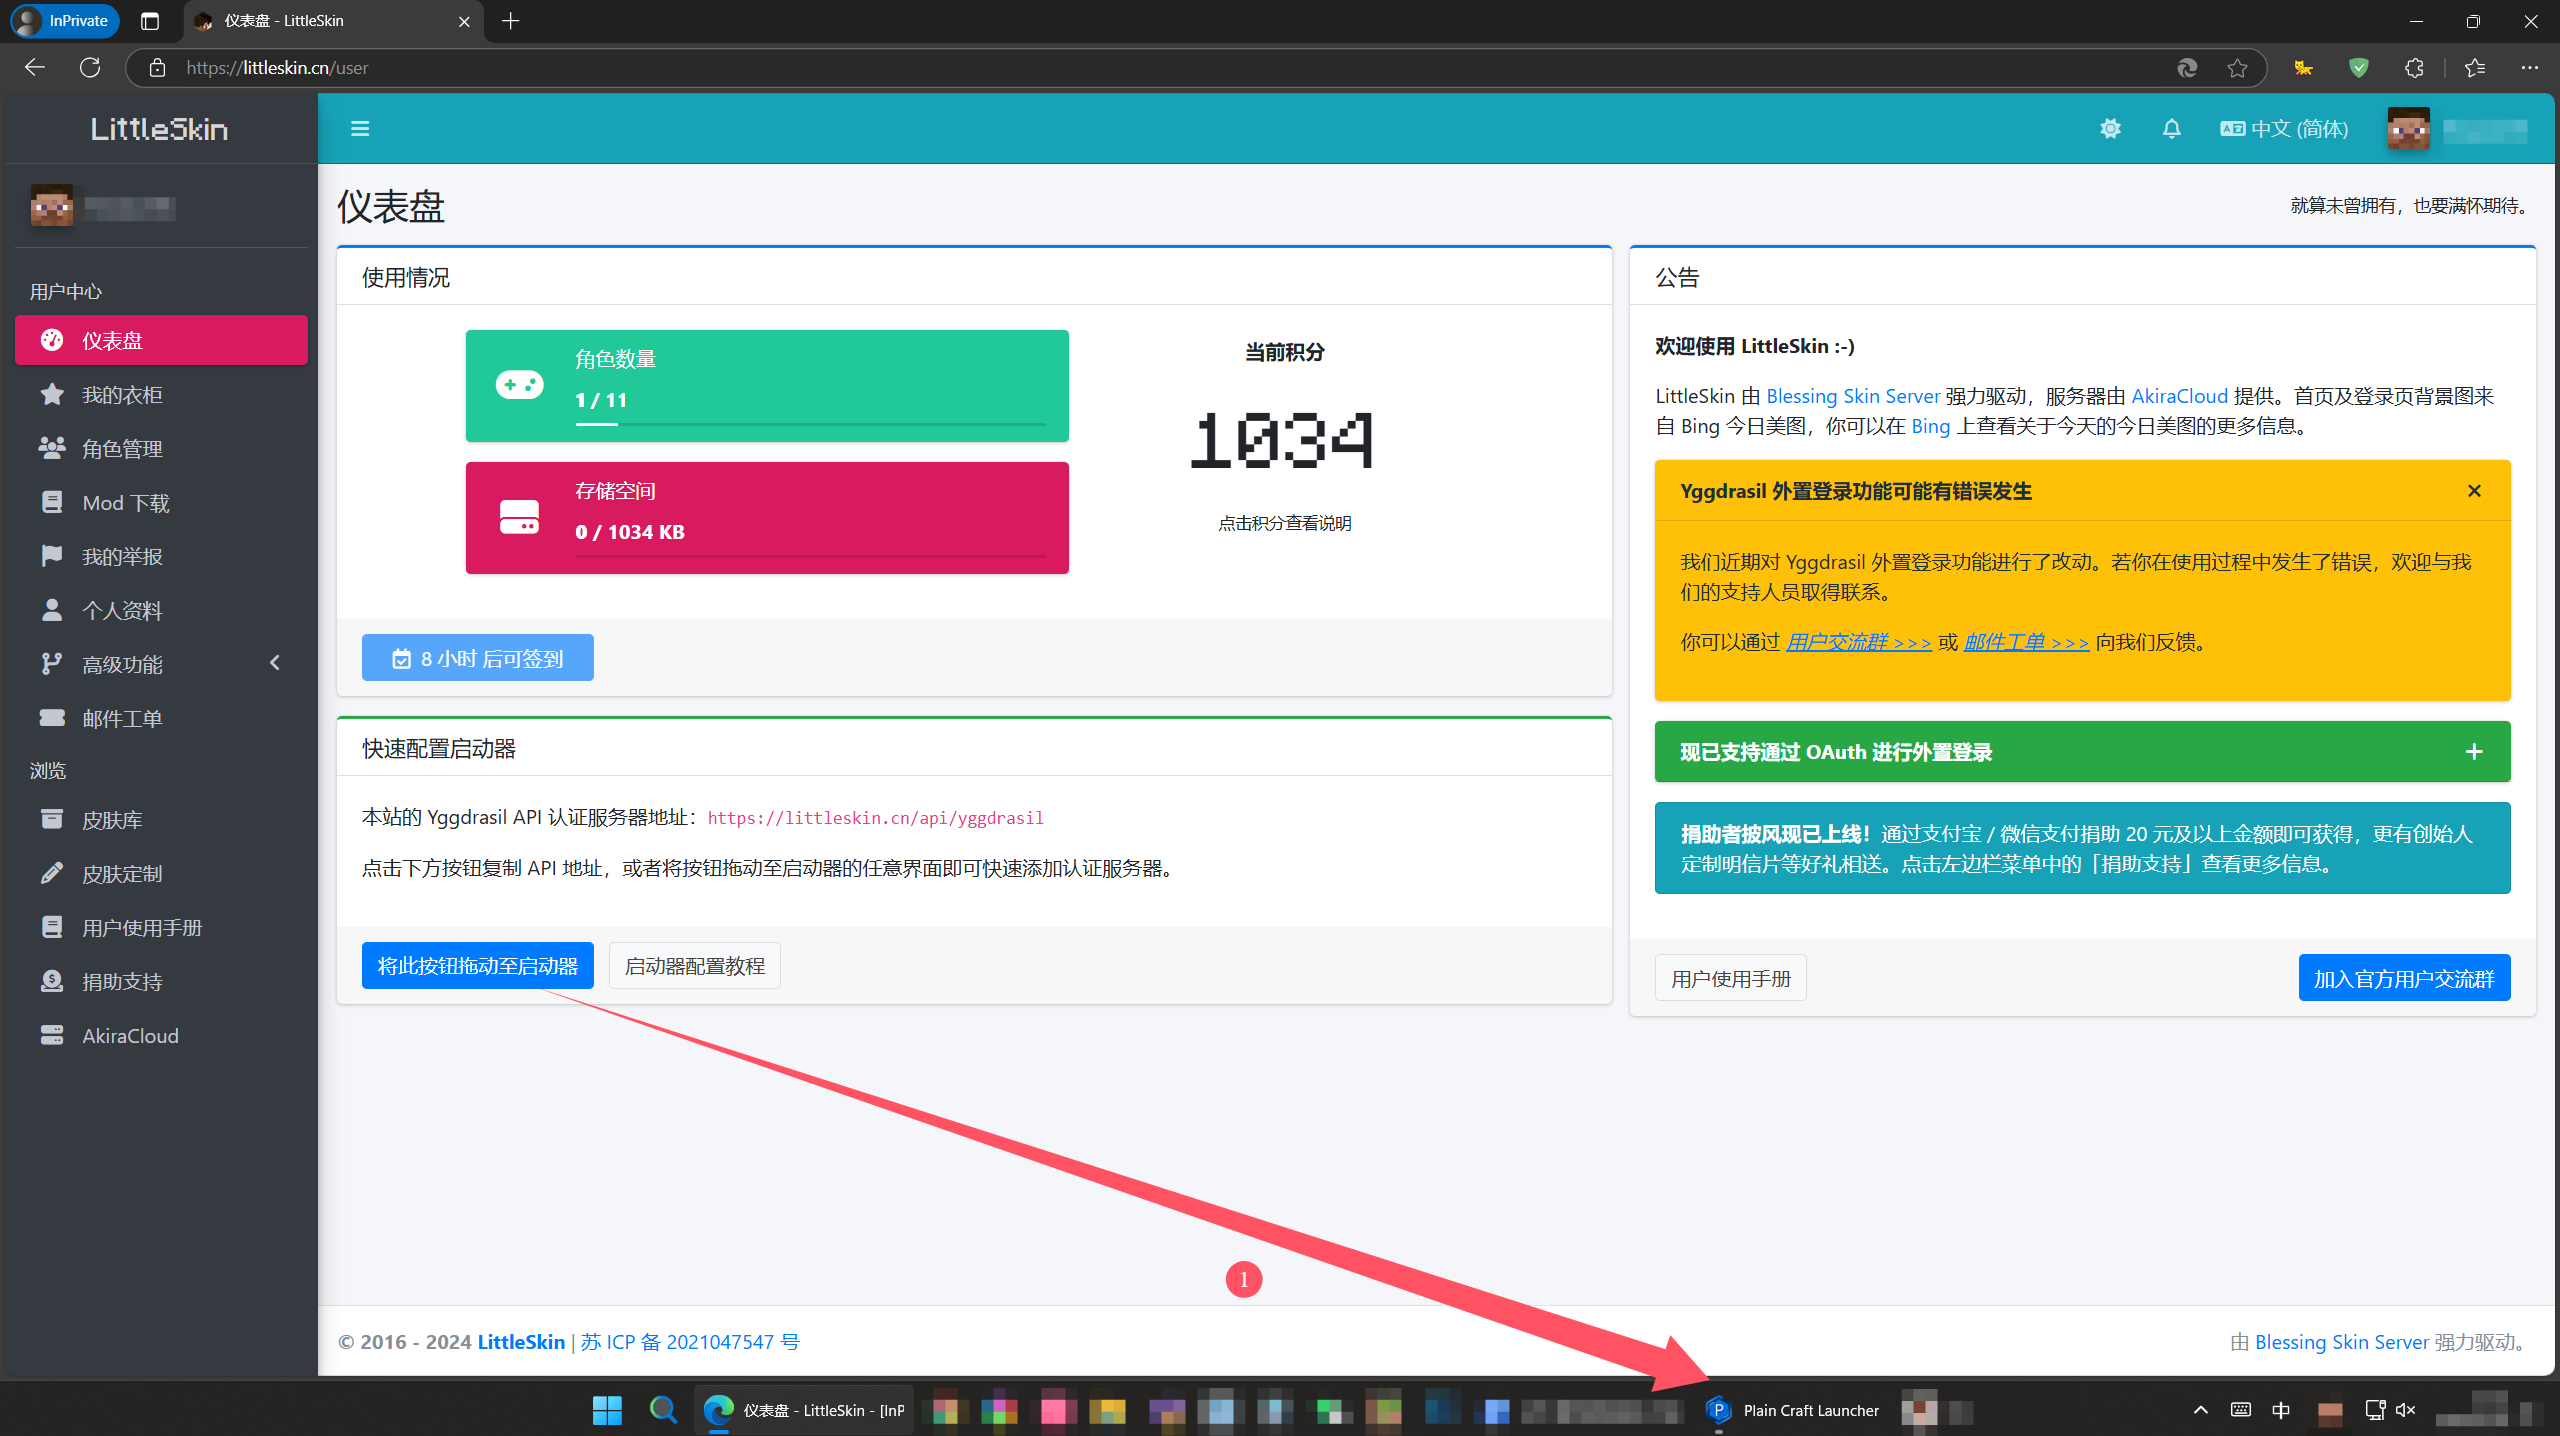 InPrivate
仪表盘 - LittleSkin
https://littleskin.cn/user
LittleSkin
中文 (简体)
用户中心
仪表盘
我的衣柜
角色管理
Mod 下载
我的举报
个人资料
高级功能
邮件工单
浏览
皮肤库
皮肤定制
用户使用手册
捐助支持
AkiraCloud
仪表盘
就算未曾拥有，也要满怀期待。
使用情况
角色数量
1 / 11
存储空间
0 / 1034 KB
当前积分
1034
点击积分查看说明
8 小时 后可签到
快速配置启动器
本站的 Yggdrasil API 认证服务器地址：https://littleskin.cn/api/yggdrasil
点击下方按钮复制 API 地址，或者将按钮拖动至启动器的任意界面即可快速添加认证服务器。
将此按钮拖动至启动器
启动器配置教程
公告
欢迎使用 LittleSkin :-)
LittleSkin 由 Blessing Skin Server 强力驱动，服务器由 AkiraCloud 提供。首页及登录页背景图来
自 Bing 今日美图，你可以在 Bing 上查看关于今天的今日美图的更多信息。
Yggdrasil 外置登录功能可能有错误发生
我们近期对 Yggdrasil 外置登录功能进行了改动。若你在使用过程中发生了错误，欢迎与我
们的支持人员取得联系。
你可以通过 用户交流群 >>> 或 邮件工单 >>> 向我们反馈。
现已支持通过 OAuth 进行外置登录
捐助者披风现已上线！通过支付宝 / 微信支付捐助 20 元及以上金额即可获得，更有创始人
定制明信片等好礼相送。点击左边栏菜单中的「捐助支持」查看更多信息。
用户使用手册
加入官方用户交流群
1
© 2016 - 2024 LittleSkin | 苏 ICP 备 2021047547 号
由 Blessing Skin Server 强力驱动。
仪表盘 - LittleSkin - [InP
Plain Craft Launcher
中